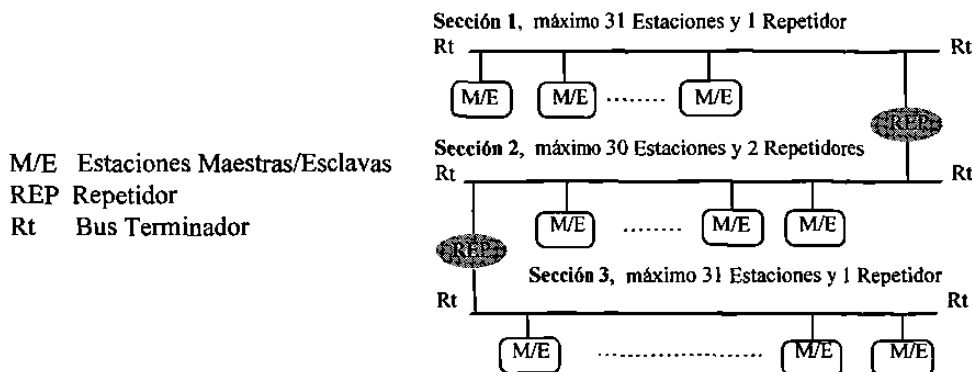 Sección 1, máximo 31 Estaciones y 1 Repetidor
Rt Rt
M/E M/E ........ M/E
REP
M/E Estaciones Maestras/Esclavas
REP Repetidor
Rt Bus Terminador
Sección 2, máximo 30 Estaciones y 2 Repetidores
Rt Rt
M/E ........ M/E M/E
REP
Sección 3, máximo 31 Estaciones y 1 Repetidor
Rt Rt
M/E .................. M/E M/E